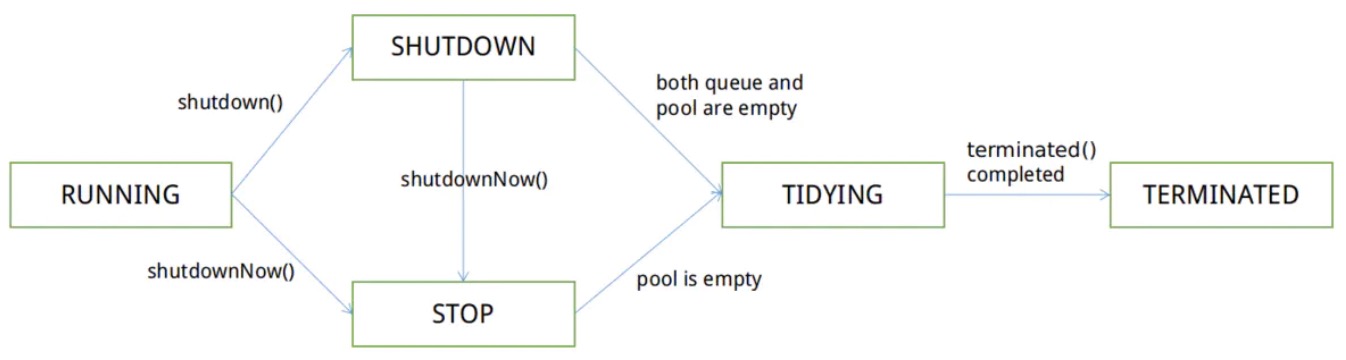 SHUTDOWN
both queue and
pool are empty
shutdown()
terminated()
completed
shutdownNow()
RUNNING
TIDYING
TERMINATED
shutdownNow()
pool is empty
STOP